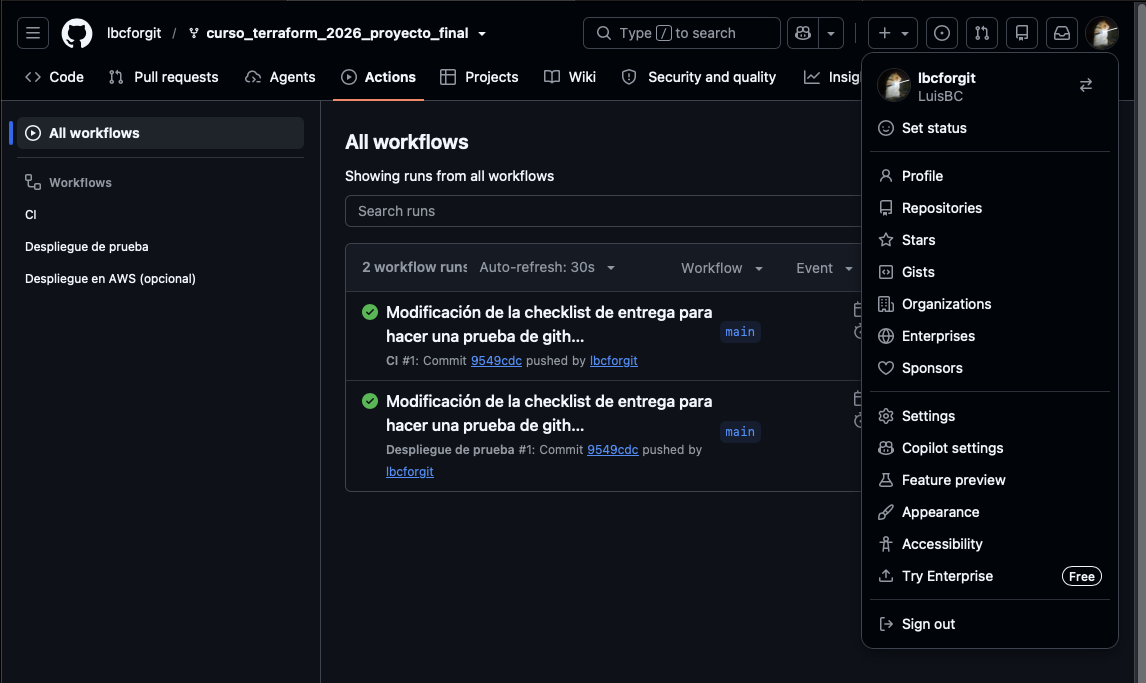 lbcforgit / curso_terraform_2026_proyecto_final
Type / to search
Code
Pull requests
Agents
Actions
Projects
Wiki
Security and quality
All workflows
Workflows
CI
Despliegue de prueba
Despliegue en AWS (opcional)
All workflows
Showing runs from all workflows
Search runs
2 workflow runs
Auto-refresh: 30s
Workflow
Event
Modificación de la checklist de entrega para
hacer una prueba de gith...
main
CI #1: Commit 9549cdc pushed by lbcforgit
Modificación de la checklist de entrega para
hacer una prueba de gith...
main
Despliegue de prueba #1: Commit 9549cdc pushed by
lbcforgit
lbcforgit
LuisBC
Set status
Profile
Repositories
Stars
Gists
Organizations
Enterprises
Sponsors
Settings
Copilot settings
Feature preview
Appearance
Accessibility
Try Enterprise
Free
Sign out